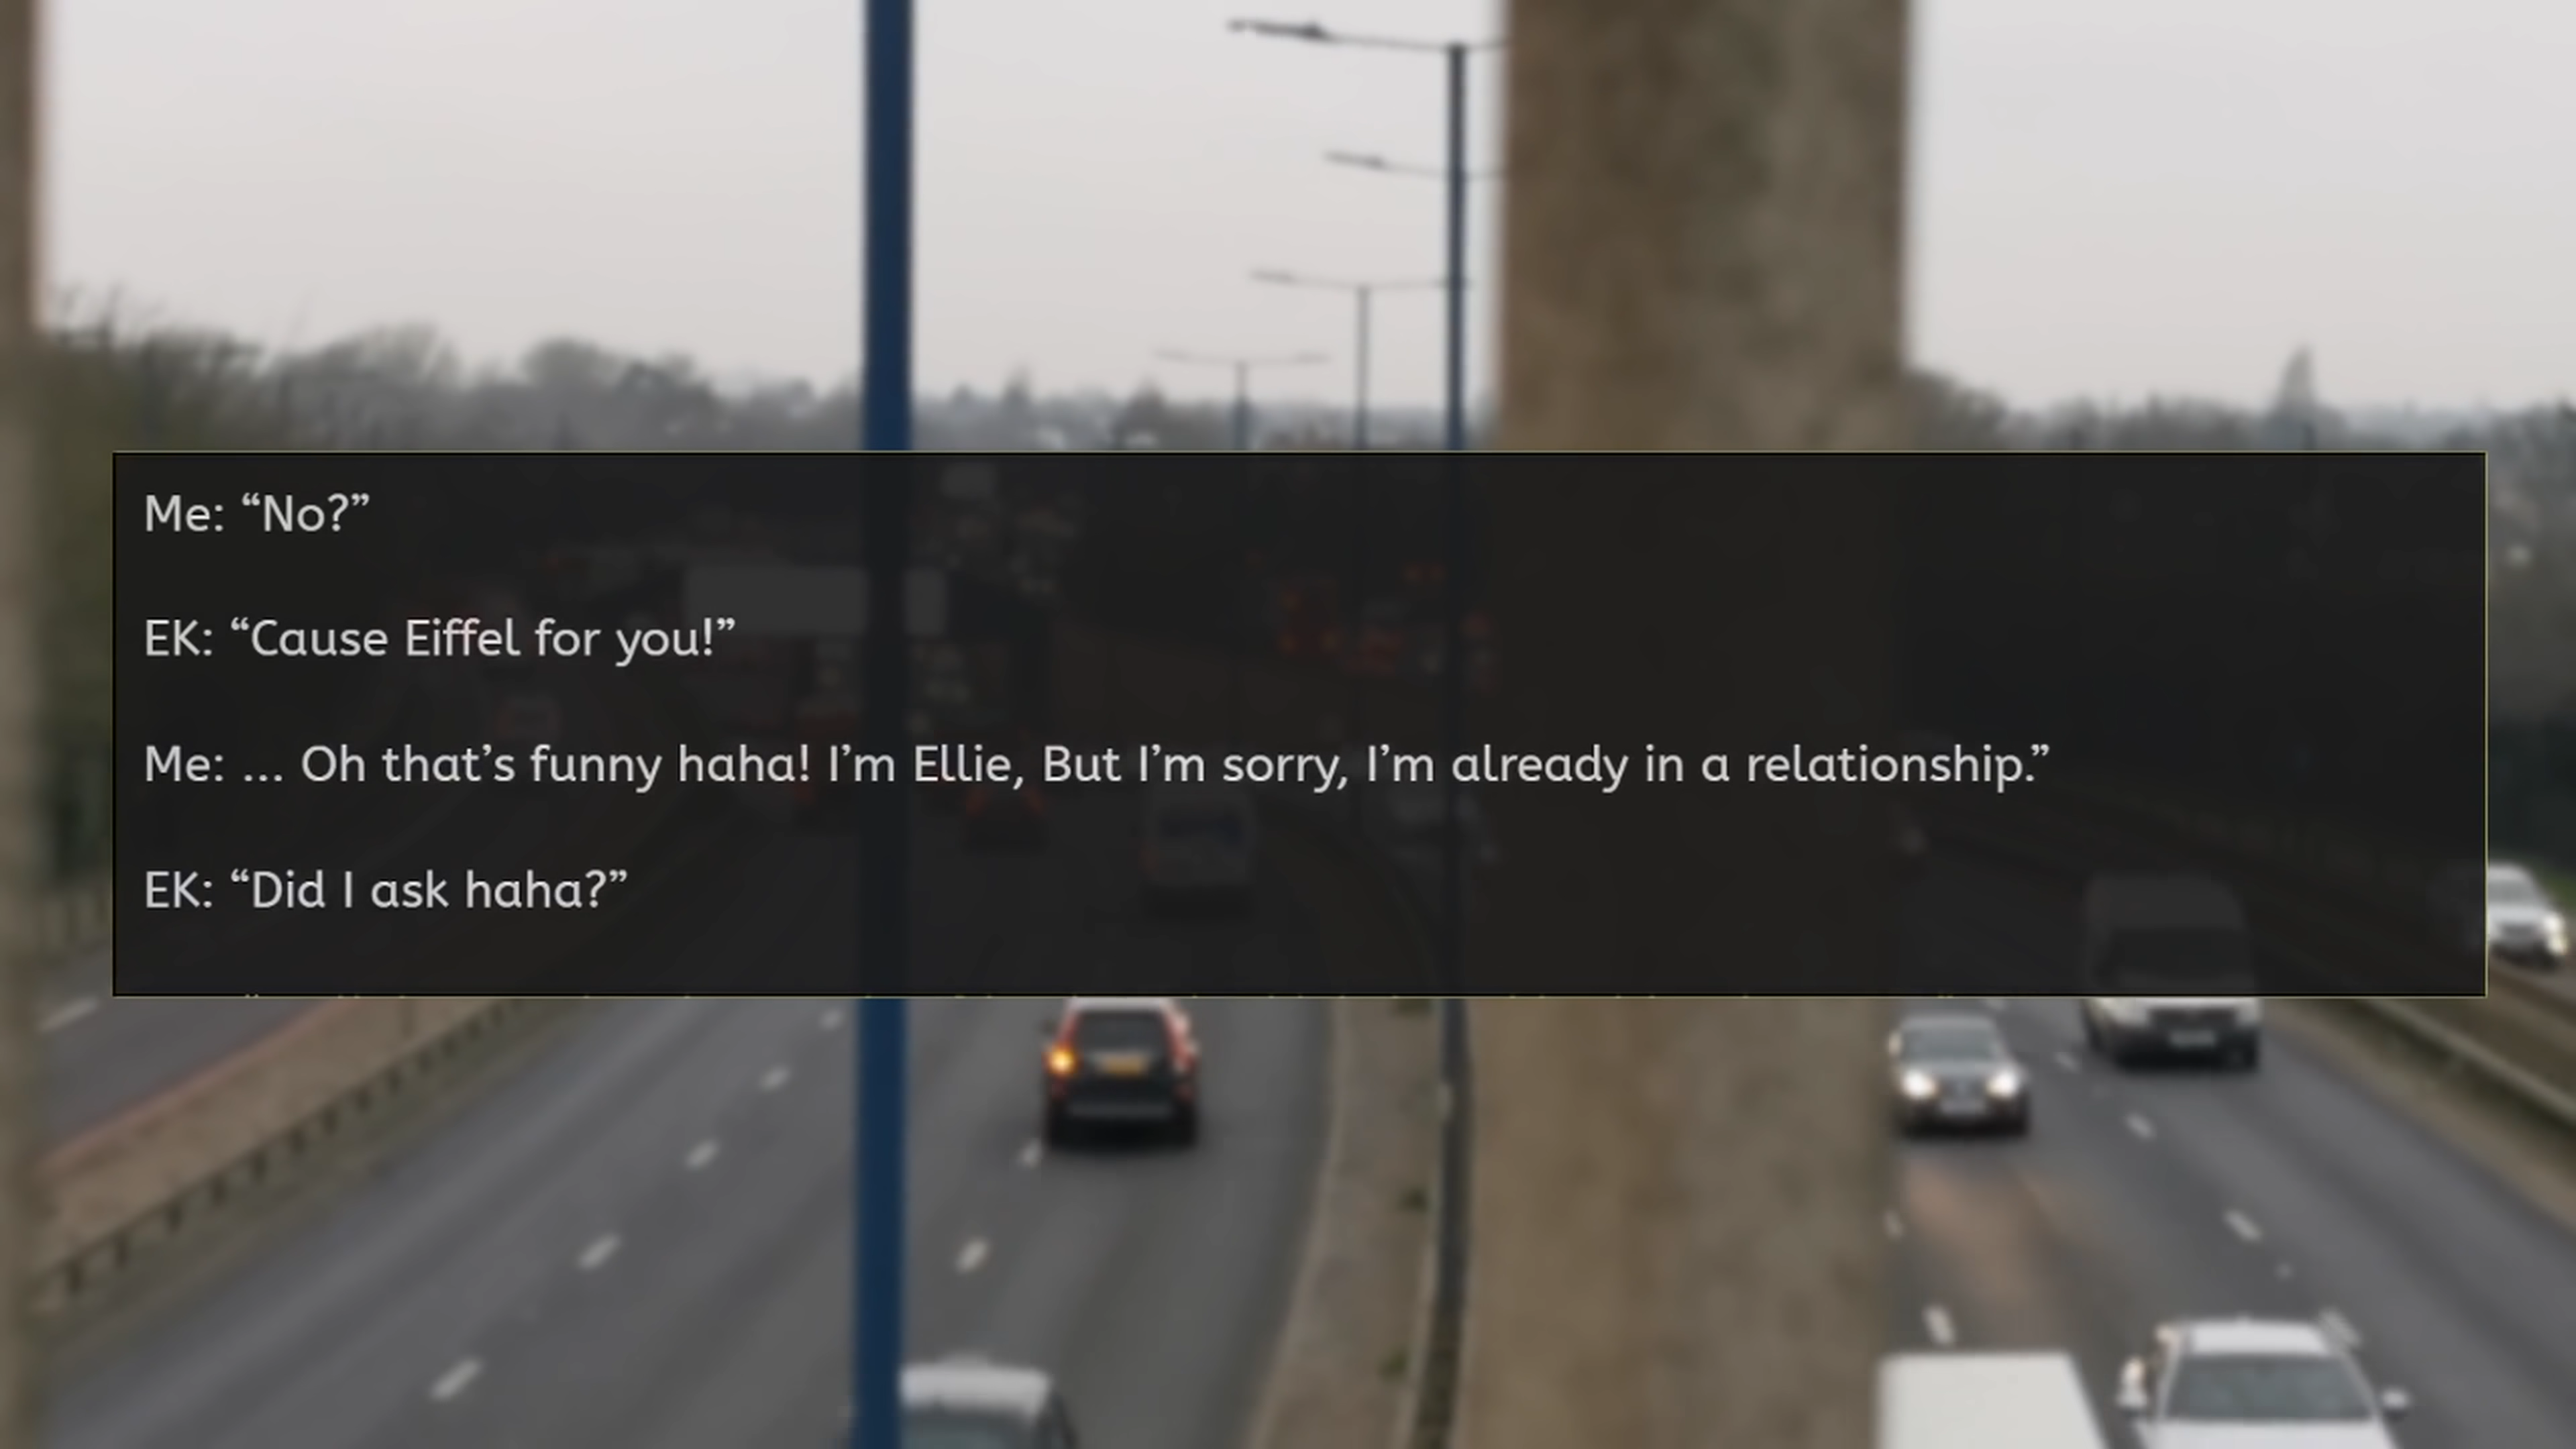 Me: “No?”
EK: “Cause Eiffel for you!”
Me: ... Oh that’s funny haha! I’m Ellie, But I’m sorry, I’m already in a relationship.”
EK: “Did I ask haha?”